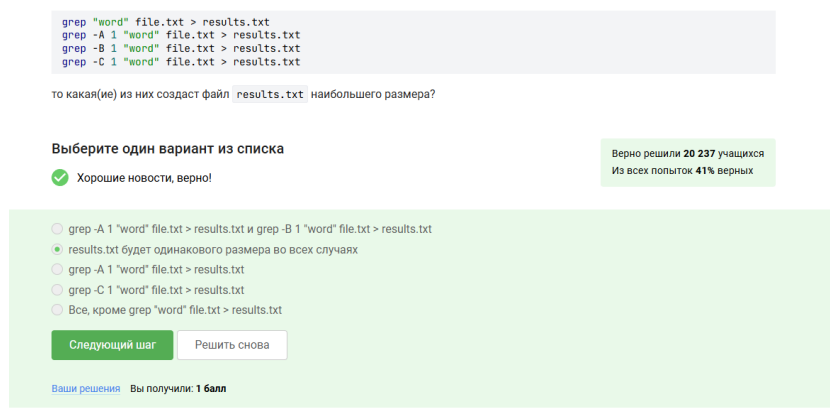 grep "word" file.txt > results.txt
grep -A 1 "word" file.txt > results.txt
grep -B 1 "word" file.txt > results.txt
grep -C 1 "word" file.txt > results.txt
то какая(ие) из них создаст файл results.txt наибольшего размера?
Выберите один вариант из списка
Хорошие новости, верно!
Верно решили 20 237 учащихся
Из всех попыток 41% верных
grep -A 1 "word" file.txt > results.txt и grep -B 1 "word" file.txt > results.txt
results.txt будет одинакового размера во всех случаях
grep -A 1 "word" file.txt > results.txt
grep -C 1 "word" file.txt > results.txt
Все, кроме grep "word" file.txt > results.txt
Следующий шаг Решить снова
Ваши решения Вы получили: 1 балл